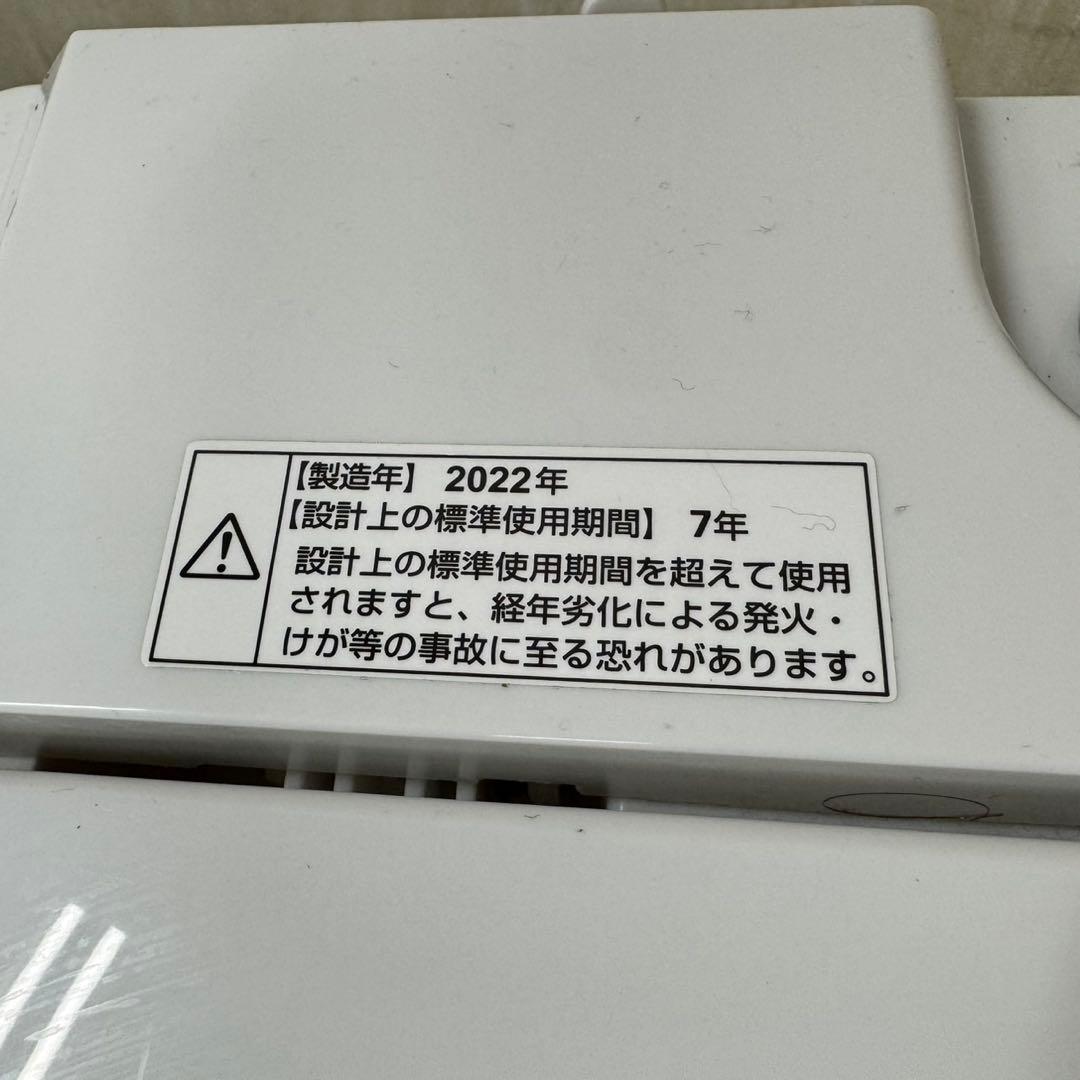 【製造年】 2022年
【設計上の標準使用期間】 7年
設計上の標準使用期間を超えて使用
されますと、経年劣化による発火・
けが等の事故に至る恐れがあります。